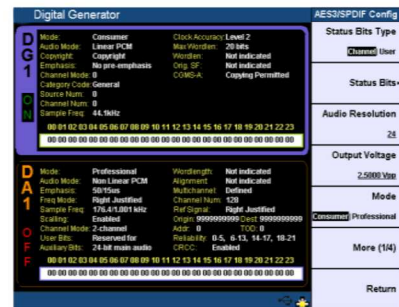 Digital Generator
AES3/SPDIF Config
DG1
ON
Mode: Consumer Clock Accuracy: Level 2
Audio Mode: Linear PCM Max Wordlen: 20 bits
Copyright: Copyright Wordlen: Not indicated
Emphasis: No pre-emphasis Orig. SF: Not indicated
Channel Mode: 0 CGMS-A: Copying Permitted
Category Code: General
Source Num: 0
Channel Num: 0
Sample Freq: 44.1kHz
00 01 02 03 04 05 06 07 08 09 10 11 12 13 14 15 16 17 18 19 20 21 22 23
00 00 00 00 00 00 00 00 00 00 00 00 00 00 00 00 00 00 00 00 00 00 00 00
DA1
OFF
Mode: Professional Wordlength: Not indicated
Audio Mode: Non Linear PCM Alignment: Not indicated
Emphasis: 50/15us Multichannel: Defined
Freq Mode: Right Justified Channel Num: 128
Sample Freq: 176.4/1.001 kHz Ref Signal: Right Justified
Scalling: Enabled Origin: 9999999999 Dest: 9999999999
Channel Mode: 2-channel Addr: 0 TOD: 0
User Bits: Reserved for Reliability: 0-5, 6-13, 14-17, 18-21
Auxiliary Bits: 24-bit main audio CRCC: Enabled
00 01 02 03 04 05 06 07 08 09 10 11 12 13 14 15 16 17 18 19 20 21 22 23
00 00 00 00 00 00 00 00 00 00 00 00 00 00 00 00 00 00 00 00 00 00 00 00
Status Bits Type
Channel User
Status Bits
Audio Resolution
24
Output Voltage
2.5000 Vpp
Mode
Consumer Professional
More (1/4)
Return